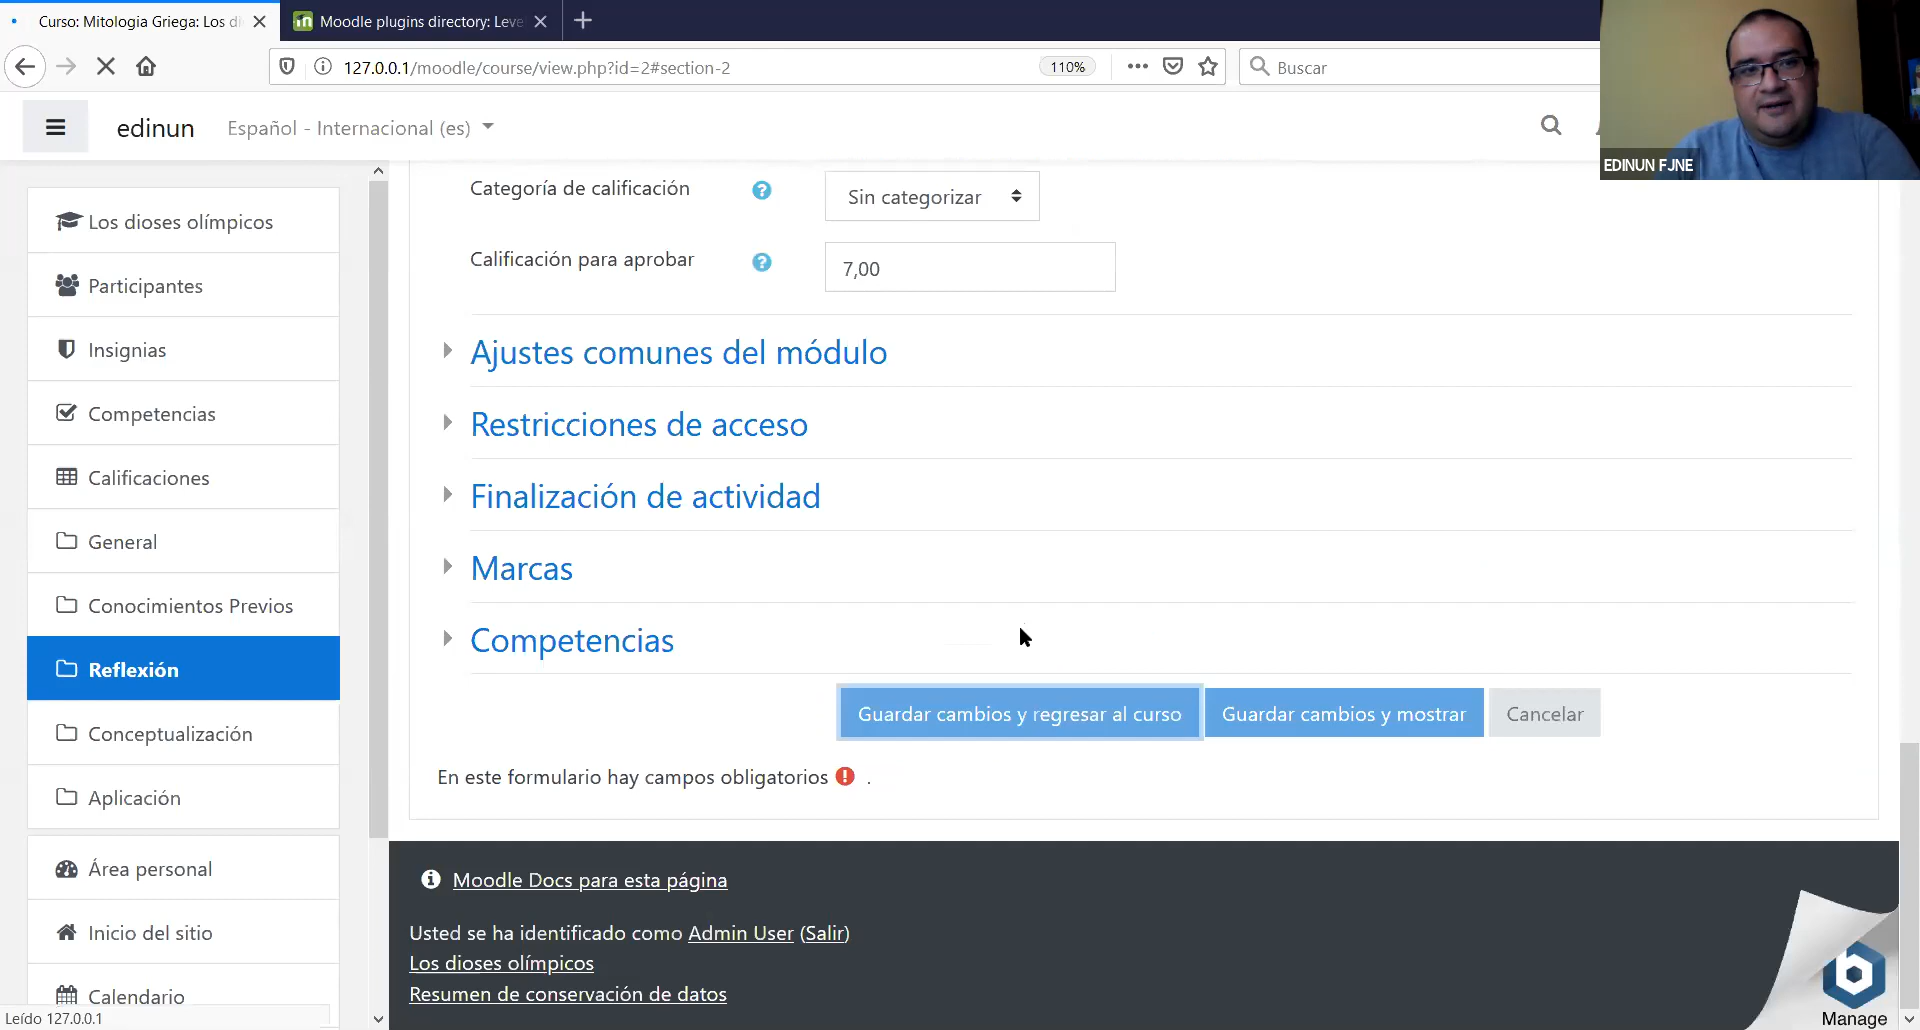 Curso: Mitologia Griega: Los di
Moodle plugins directory: Leve
127.0.0.1/moodle/course/view.php?id=2#section-2
110%
Buscar
edinun
Español - Internacional (es)
EDINUN FJNE
Los dioses olímpicos
Participantes
Insignias
Competencias
Calificaciones
General
Conocimientos Previos
Reflexión
Conceptualización
Aplicación
Área personal
Inicio del sitio
Calendario
Leído 127.0.0.1
Categoría de calificación
Sin categorizar
Calificación para aprobar
7,00
Ajustes comunes del módulo
Restricciones de acceso
Finalización de actividad
Marcas
Competencias
Guardar cambios y regresar al curso
Guardar cambios y mostrar
Cancelar
En este formulario hay campos obligatorios .
Moodle Docs para esta página
Usted se ha identificado como Admin User (Salir)
Los dioses olímpicos
Resumen de conservación de datos
Manage